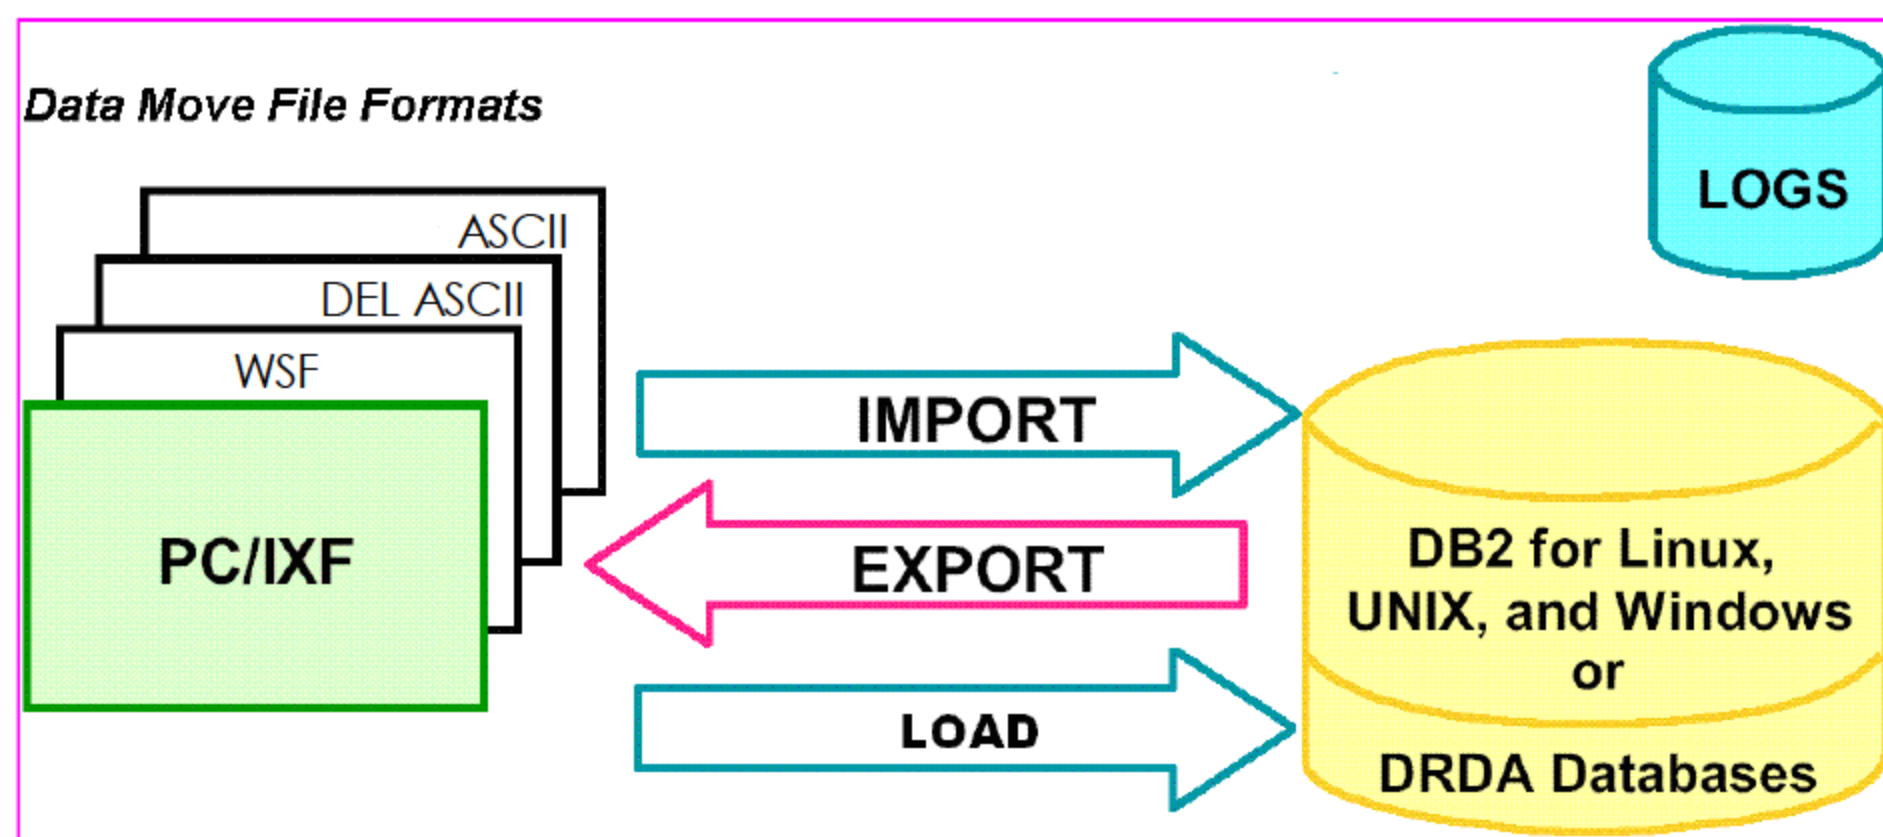 Data Move File Formats
LOGS
ASCII
DEL ASCII
WSF
PC/IXF
IMPORT
EXPORT
LOAD
DB2 for Linux,
UNIX, and Windows
or
DRDA Databases